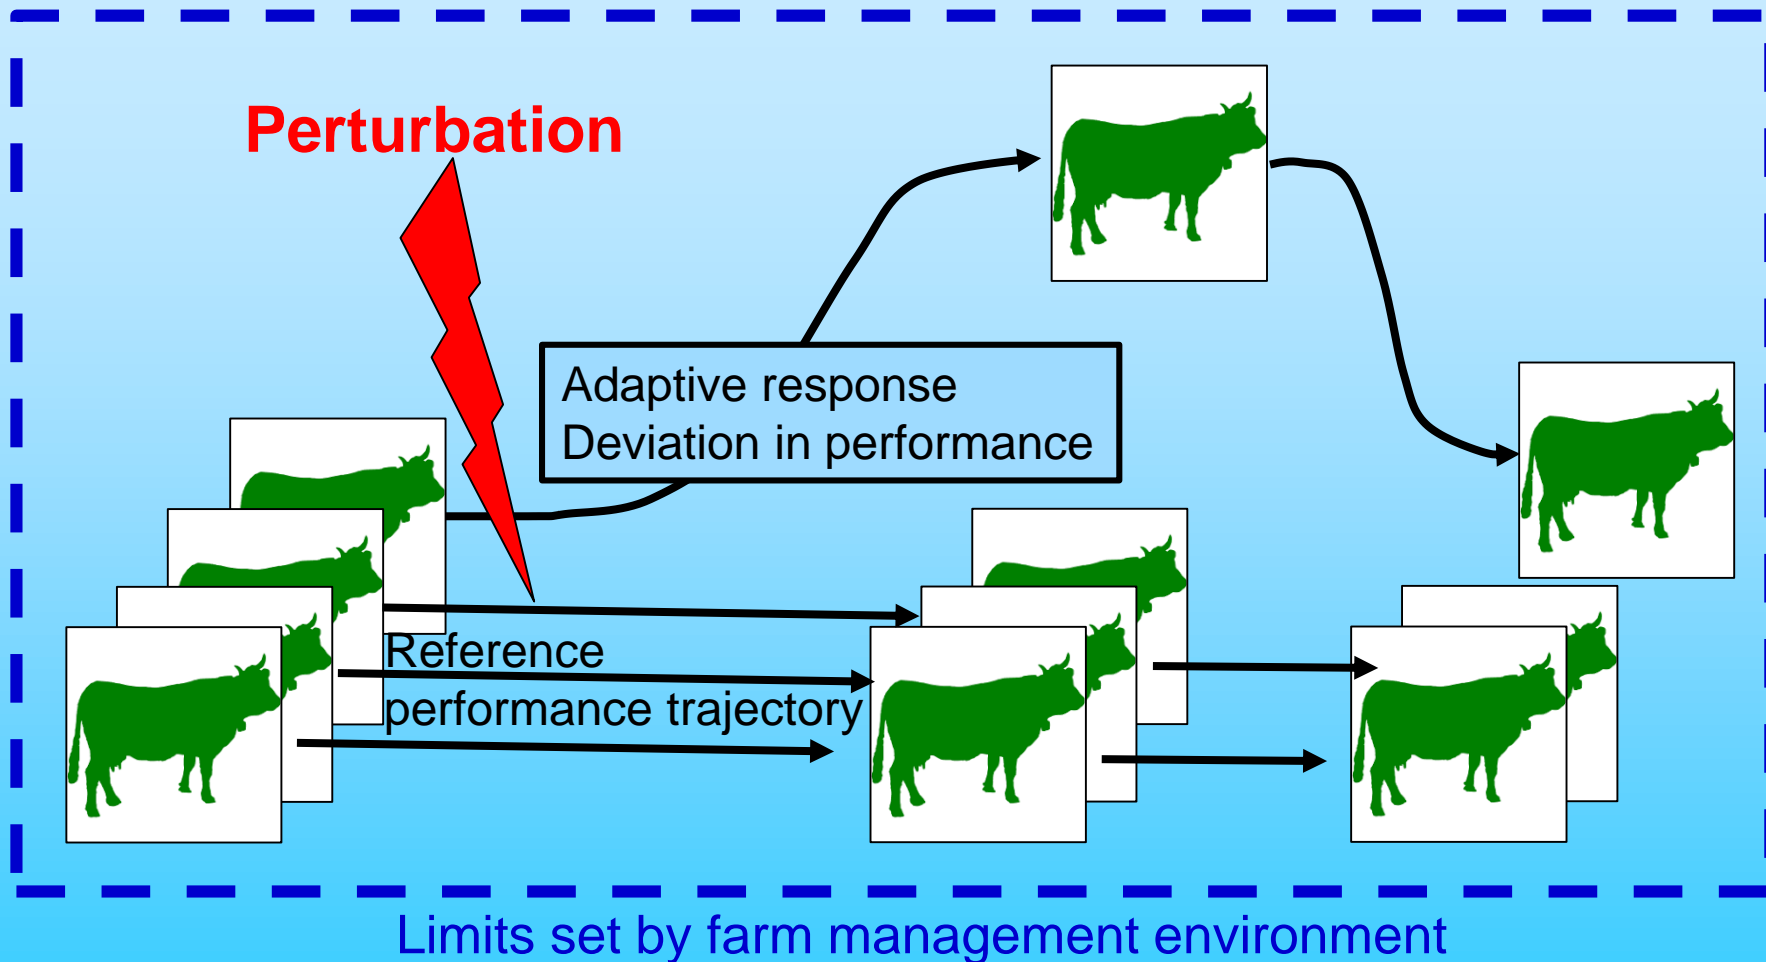 Perturbation
Adaptive response
Deviation in performance
Reference
performance trajectory
Limits set by farm management environment